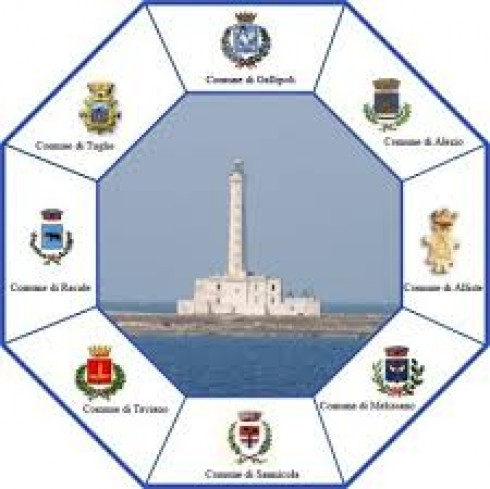 Comune di Gallipoli
Comune di Alezio
Comune di Alliste
Comune di Melissano
Comune di Sannicola
Comune di Taviano
Comune di Racale
Comune di Tuglie